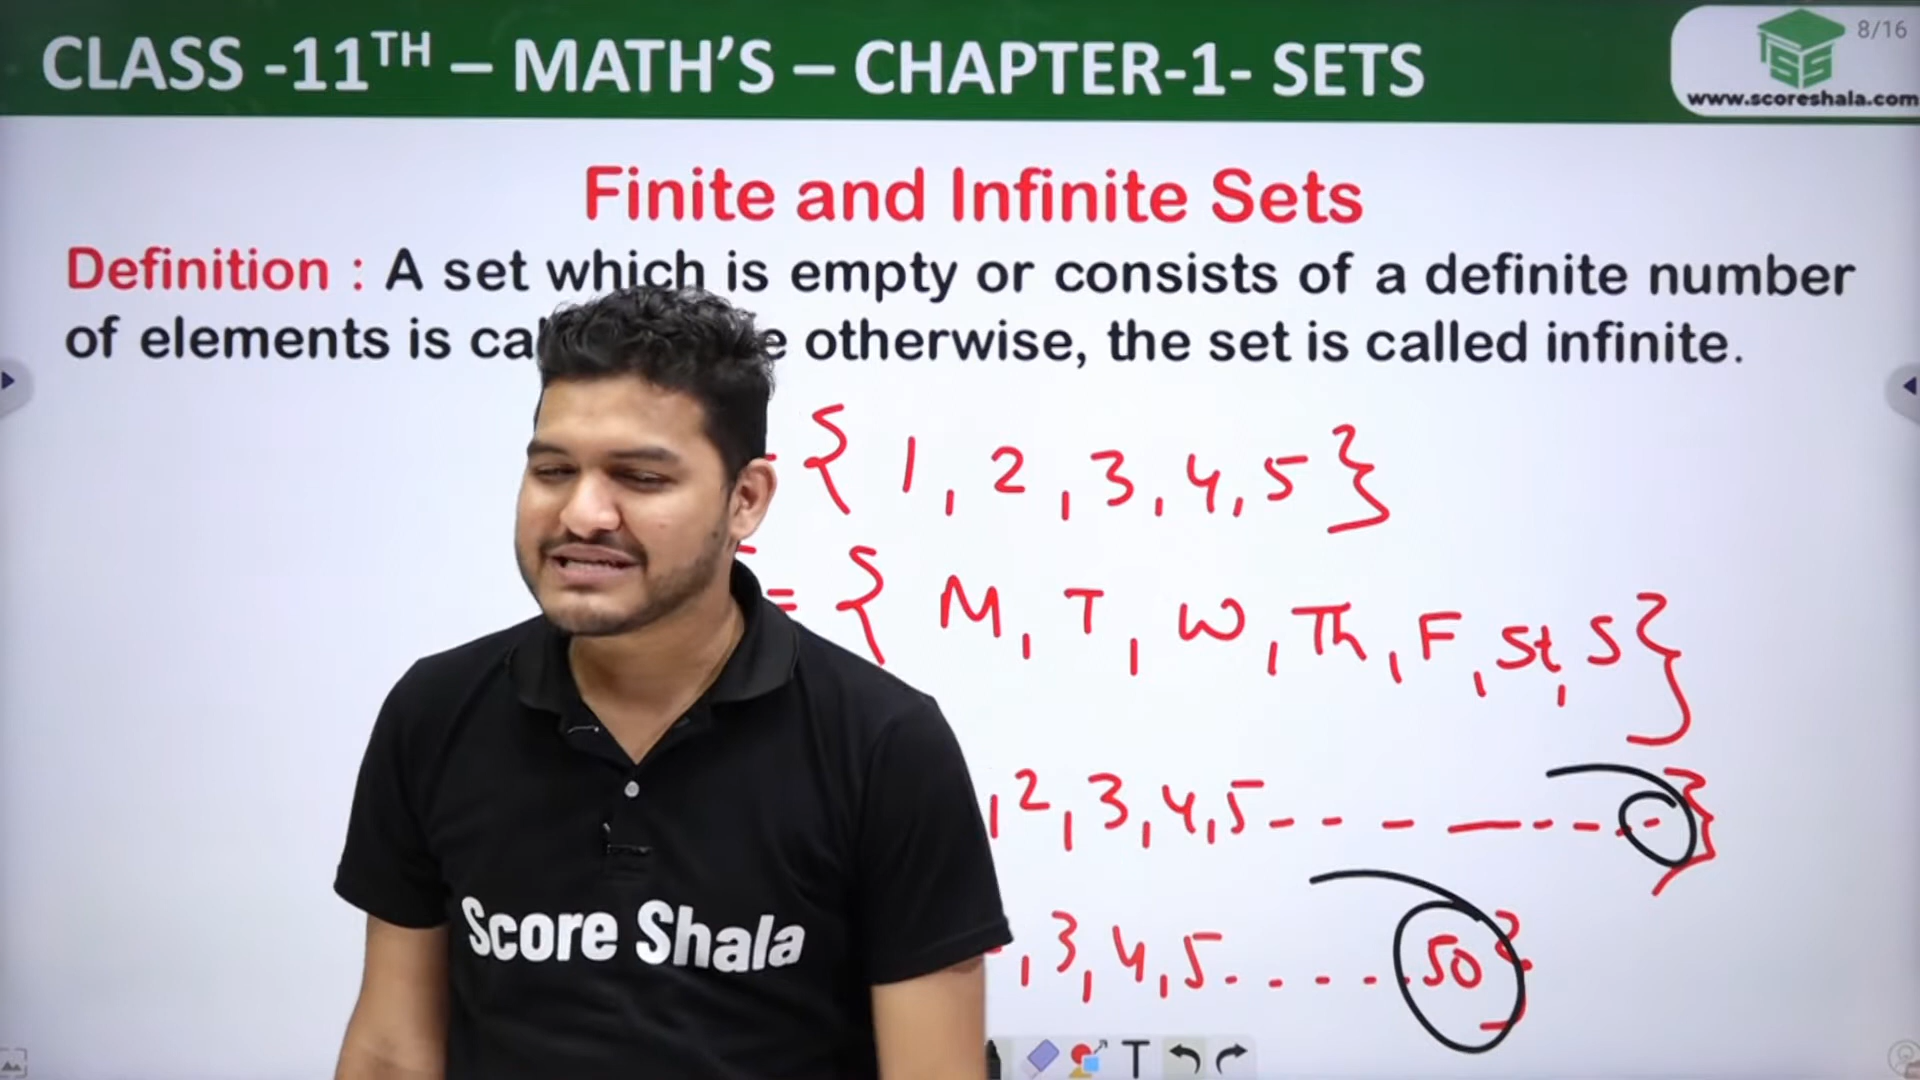 CLASS -11TH – MATH'S – CHAPTER-1- SETS
8/16
www.scoreshala.com
Finite and Infinite Sets
Definition : A set which is empty or consists of a definite number
of elements is otherwise, the set is called infinite.
{ 1, 2, 3, 4, 5 }
= { M, T, W, Th, F, St, S }
, 2, 3, 4, 5 - - - - - - - - }
, 3, 4, 5 . . . . . 50 }
Score Shala
T